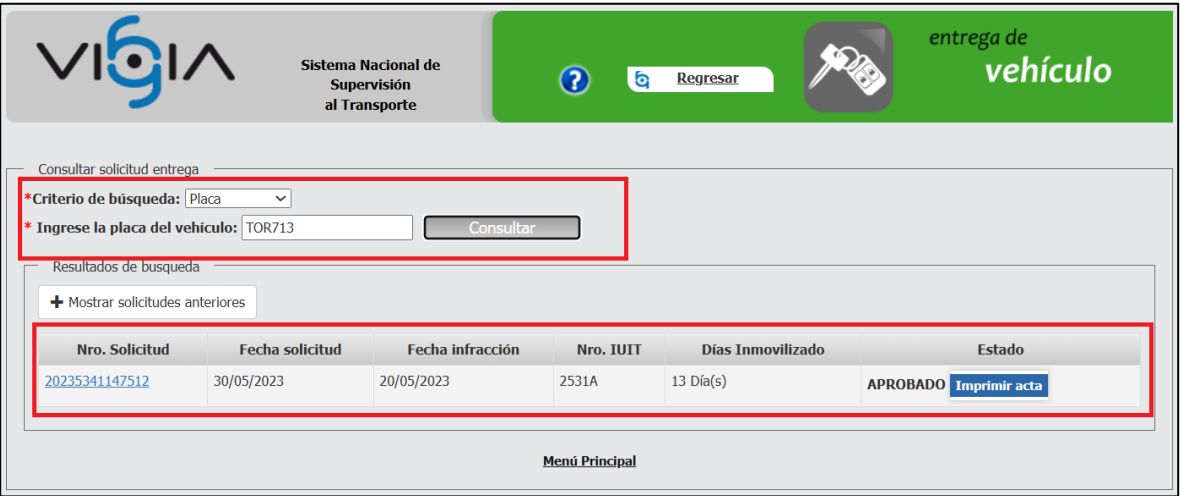 VIGIA
Sistema Nacional de
Supervisión
al Transporte
?
Regresar
entrega de
vehículo
Consultar solicitud entrega
*Criterio de búsqueda: Placa
* Ingrese la placa del vehículo: TOR713 Consultar
Resultados de busqueda
+ Mostrar solicitudes anteriores
Nro. Solicitud Fecha solicitud Fecha infracción Nro. IUIT Días Inmovilizado Estado
20235341147512 30/05/2023 20/05/2023 2531A 13 Día(s) APROBADO Imprimir acta
Menú Principal